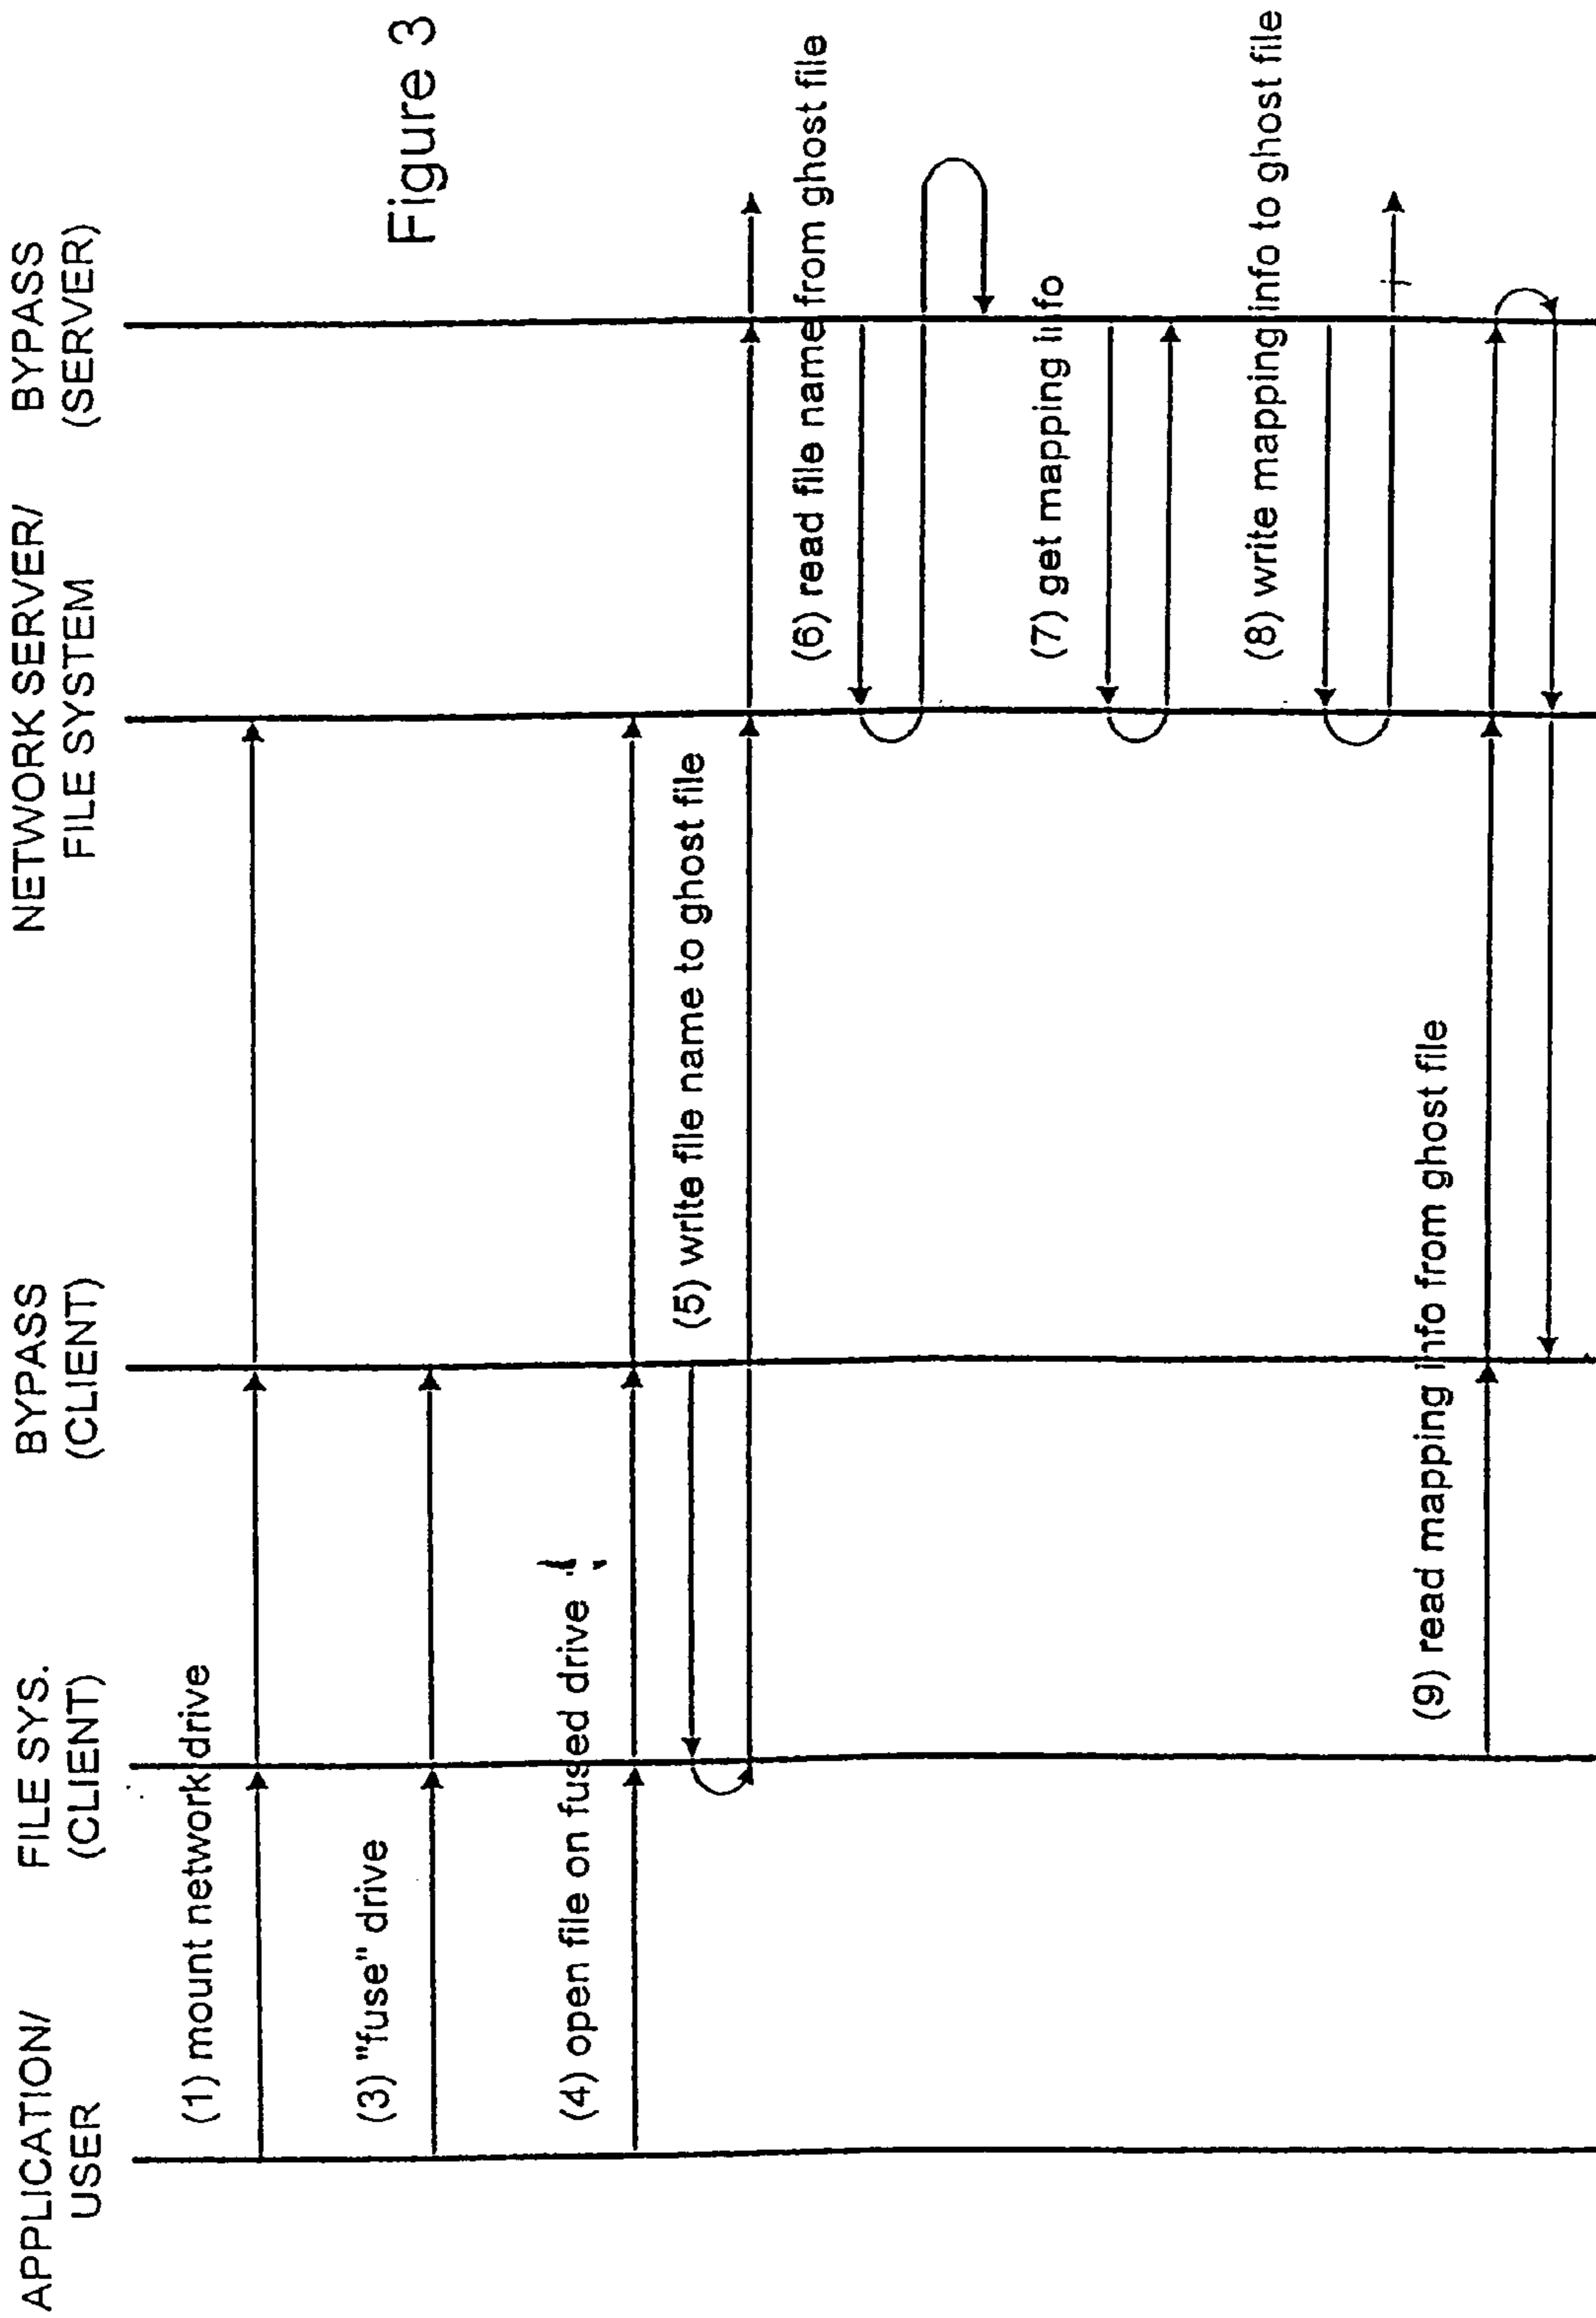 Figure 3
APPLICATION/
USER
FILE SYS.
(CLIENT)
BYPASS
(CLIENT)
NETWORK SERVER/
FILE SYSTEM
BYPASS
(SERVER)
(1) mount network drive
(3) "fuse" drive
(4) open file on fused drive
(5) write file name to ghost file
(6) read file name from ghost file
(7) get mapping info
(8) write mapping info to ghost file
(9) read mapping info from ghost file